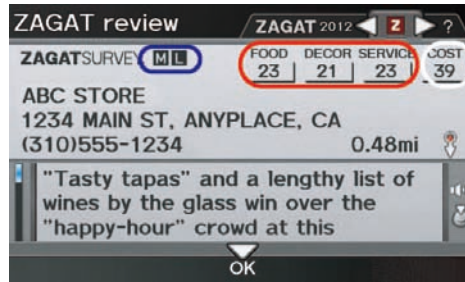 ZAGAT review
ZAGAT 2012 Z ?
ZAGATSURVEY M L
FOOD DECOR SERVICE COST
23 21 23 39
ABC STORE
1234 MAIN ST, ANYPLACE, CA
(310)555-1234 0.48mi
"Tasty tapas" and a lengthy list of
wines by the glass win over the
"happy-hour" crowd at this
OK